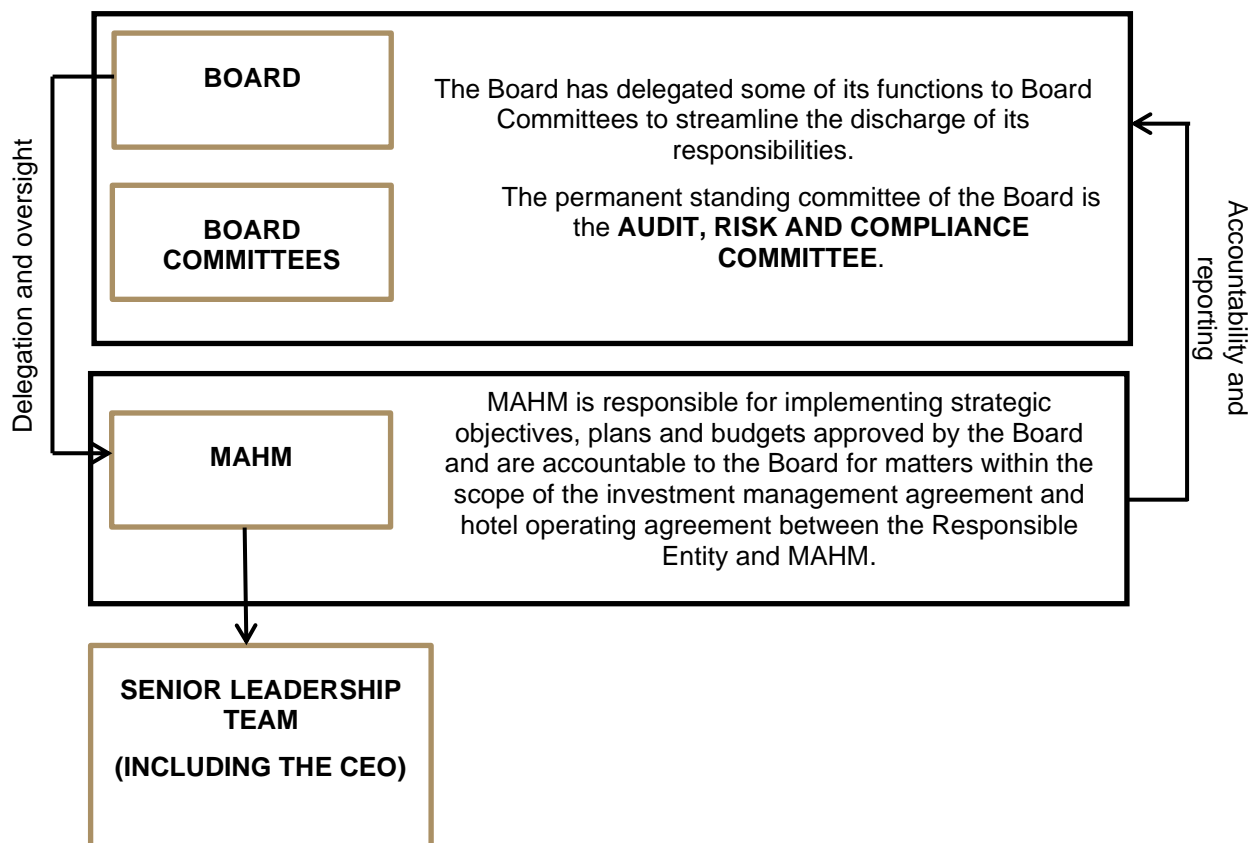 BOARD
The Board has delegated some of its functions to Board
Committees to streamline the discharge of its
responsibilities.
BOARD
COMMITTEES
The permanent standing committee of the Board is
the AUDIT, RISK AND COMPLIANCE
COMMITTEE.
Delegation and oversight
Accountability and
reporting
MAHM
MAHM is responsible for implementing strategic
objectives, plans and budgets approved by the Board
and are accountable to the Board for matters within the
scope of the investment management agreement and
hotel operating agreement between the Responsible
Entity and MAHM.
SENIOR LEADERSHIP
TEAM
(INCLUDING THE CEO)